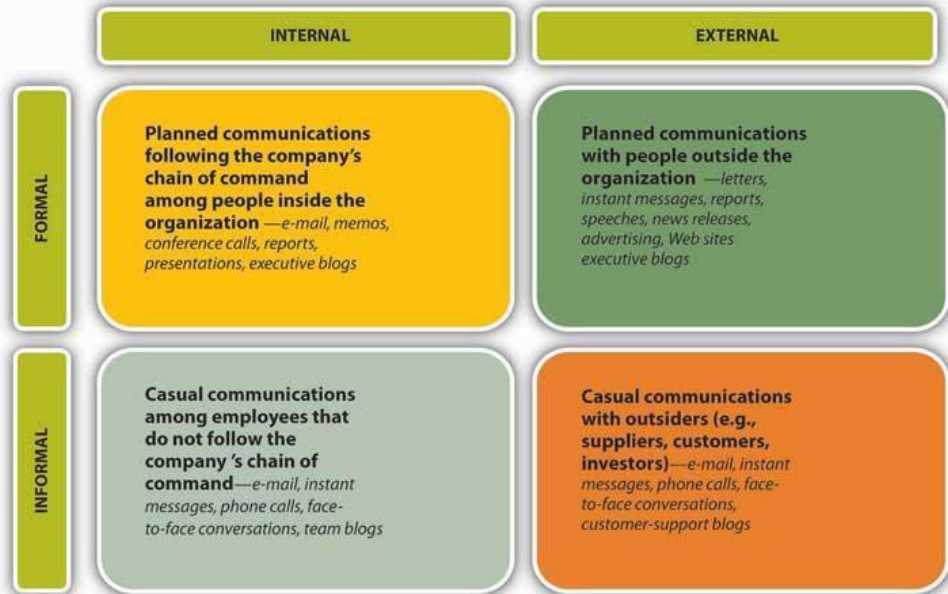 INTERNAL
EXTERNAL
FORMAL
Planned communications
following the company's
chain of command
among people inside the
organization —e-mail, memos,
conference calls, reports,
presentations, executive blogs
Planned communications
with people outside the
organization —letters,
instant messages, reports,
speeches, news releases,
advertising, Web sites
executive blogs
INFORMAL
Casual communications
among employees that
do not follow the
company 's chain of
command—e-mail, instant
messages, phone calls, face-
to-face conversations, team blogs
Casual communications
with outsiders (e.g.,
suppliers, customers,
investors)—e-mail, instant
messages, phone calls, face-
to-face conversations,
customer-support blogs